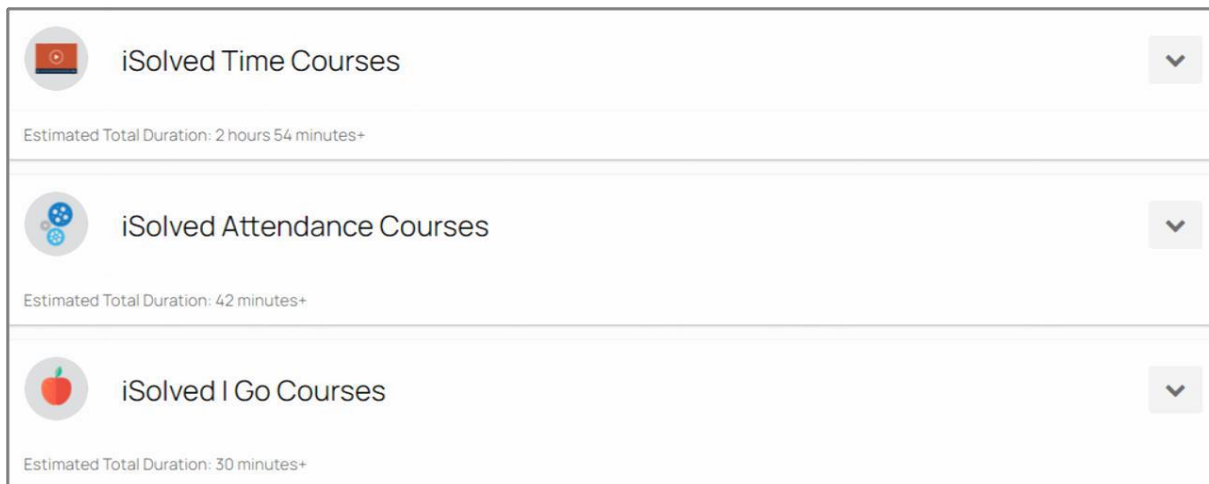 iSolved Time Courses
Estimated Total Duration: 2 hours 54 minutes+
iSolved Attendance Courses
Estimated Total Duration: 42 minutes+
iSolved I Go Courses
Estimated Total Duration: 30 minutes+